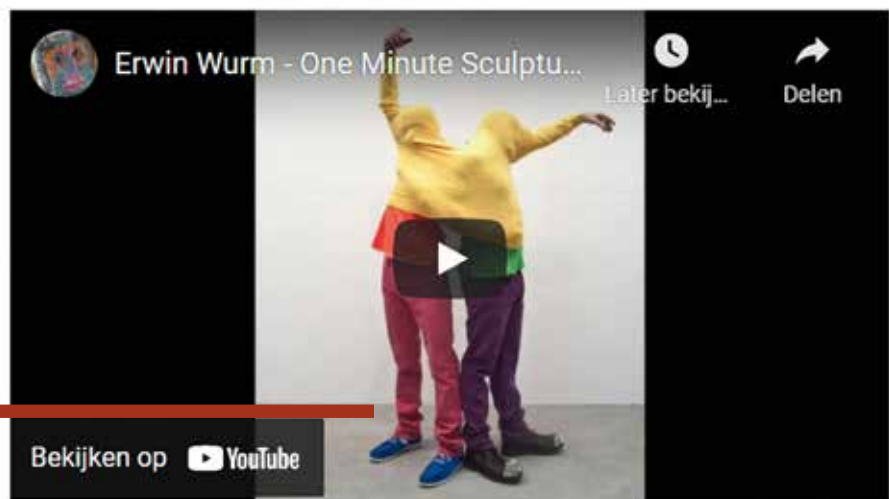 Erwin Wurm - One Minute Sculptu...
Later bekij...
Delen
Bekijken op YouTube